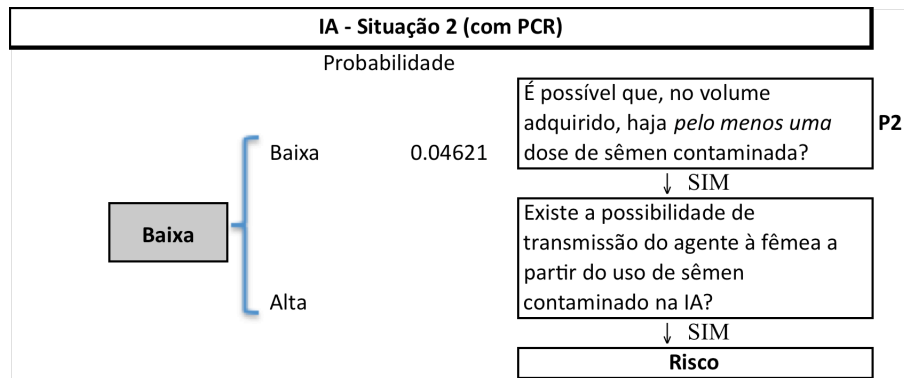 IA - Situação 2 (com PCR)
Probabilidade
É possível que, no volume
adquirido, haja pelo menos uma
dose de sêmen contaminada?
P2
Baixa
0.04621
↓ SIM
Baixa
Existe a possibilidade de
transmissão do agente à fêmea a
partir do uso de sêmen
contaminado na IA?
Alta
↓ SIM
Risco